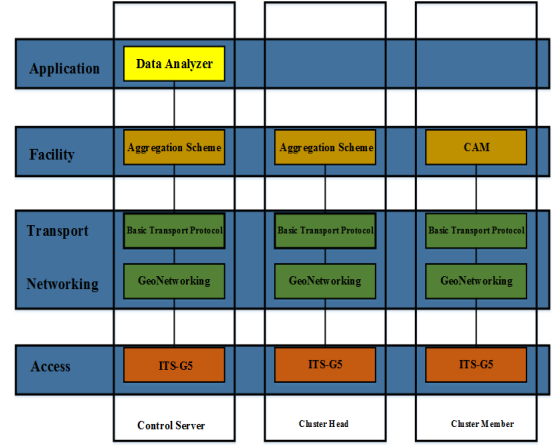 Application
Data Analyzer
Facility
Aggregation Scheme
Aggregation Scheme
CAM
Transport
Basic Transport Protocol
Basic Transport Protocol
Basic Transport Protocol
Networking
GeoNetworking
GeoNetworking
GeoNetworking
Access
ITS-G5
ITS-G5
ITS-G5
Control Server
Cluster Head
Cluster Member